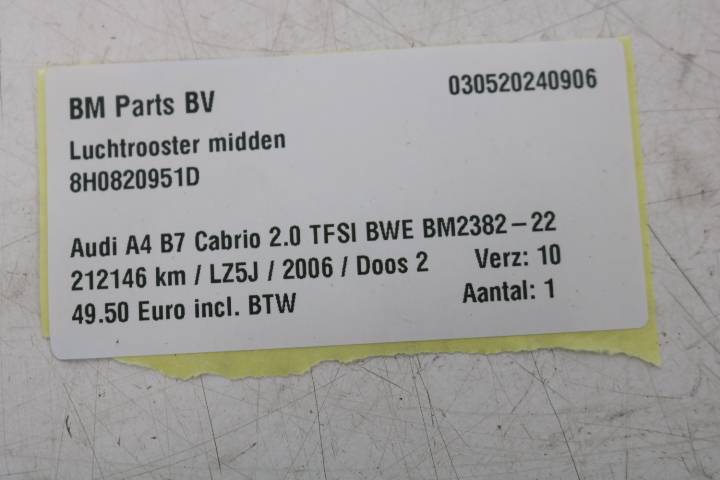 BM Parts BV 030520240906
Luchtrooster midden
8H0820951D
Audi A4 B7 Cabrio 2.0 TFSI BWE BM2382-22
212146 km / LZ5J / 2006 / Doos 2 Verz: 10
49.50 Euro incl. BTW Aantal: 1